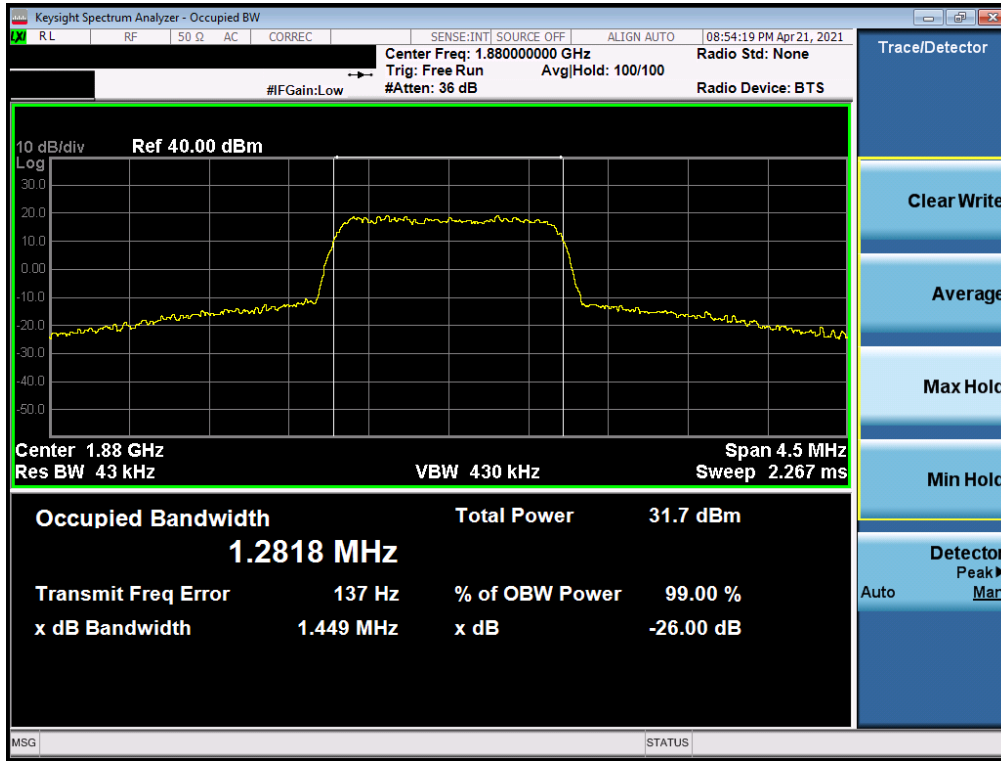 Keysight Spectrum Analyzer - Occupied BW
LXI RL RF 50 Ω AC CORREC SENSE:INT SOURCE OFF ALIGN AUTO 08:54:19 PM Apr 21, 2021
Center Freq: 1.880000000 GHz Radio Std: None
Trig: Free Run Avg|Hold: 100/100
#IFGain:Low #Atten: 36 dB Radio Device: BTS
10 dB/div Ref 40.00 dBm
Log
30.0
20.0
10.0
0.00
-10.0
-20.0
-30.0
-40.0
-50.0
Center 1.88 GHz Span 4.5 MHz
Res BW 43 kHz VBW 430 kHz Sweep 2.267 ms
Occupied Bandwidth Total Power 31.7 dBm
1.2818 MHz
Transmit Freq Error 137 Hz % of OBW Power 99.00 %
x dB Bandwidth 1.449 MHz x dB -26.00 dB
MSG STATUS
Trace/Detector
Clear Write
Average
Max Hold
Min Hold
Detector
Peak
Auto Man